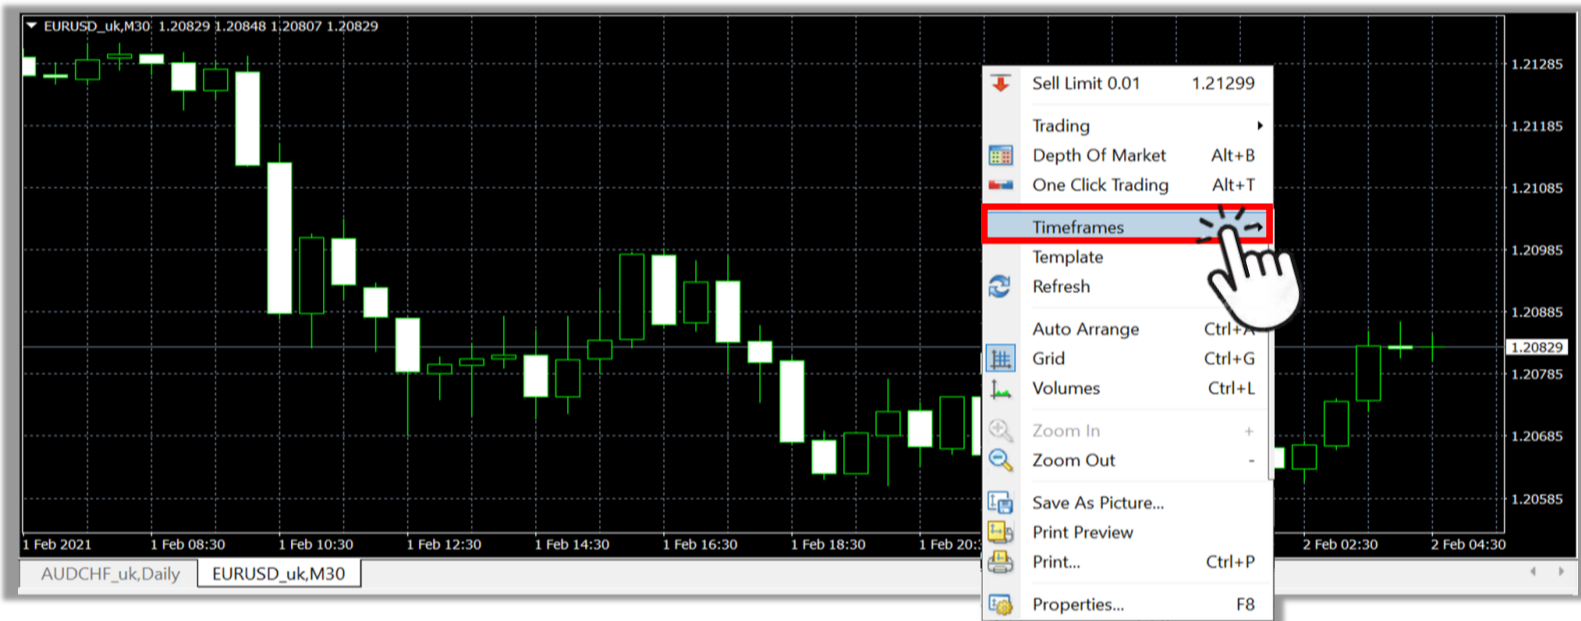 EURUSD_uk,M30 1.20829 1.20848 1.20807 1.20829
1.21285
1.21185
1.21085
1.20985
1.20885
1.20829
1.20785
1.20685
1.20585
Sell Limit 0.01 1.21299
Trading
Depth Of Market Alt+B
One Click Trading Alt+T
Timeframes
Template
Refresh
Auto Arrange Ctrl+A
Grid Ctrl+G
Volumes Ctrl+L
Zoom In +
Zoom Out -
Save As Picture...
Print Preview
Print... Ctrl+P
Properties... F8
1 Feb 2021 1 Feb 08:30 1 Feb 10:30 1 Feb 12:30 1 Feb 14:30 1 Feb 16:30 1 Feb 18:30 1 Feb 20: 2 Feb 02:30 2 Feb 04:30
AUDCHF_uk,Daily EURUSD_uk,M30